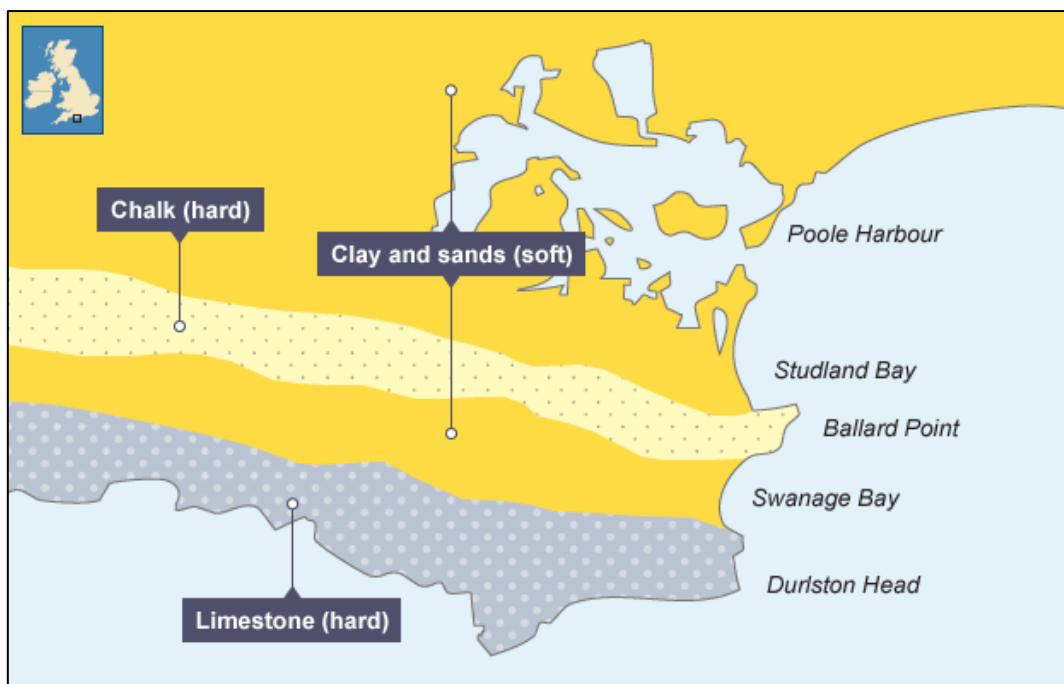 Chalk (hard)
Clay and sands (soft)
Poole Harbour
Studland Bay
Ballard Point
Swanage Bay
Durlston Head
Limestone (hard)